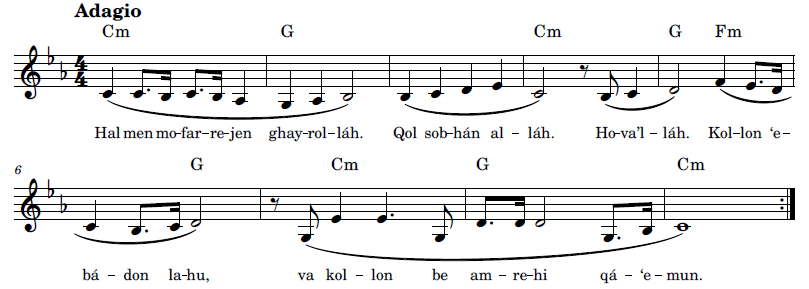 Adagio
Cm G Cm G Fm
4 4
Hal men mo-far-re-jen ghay-rol-láh. Qol sob-hán al-láh. Ho-va'l-láh. Kol-lon 'e-
6 G Cm G Cm
bá-don la-hu, va kol-lon be am-re-hi qá-'e-mun.